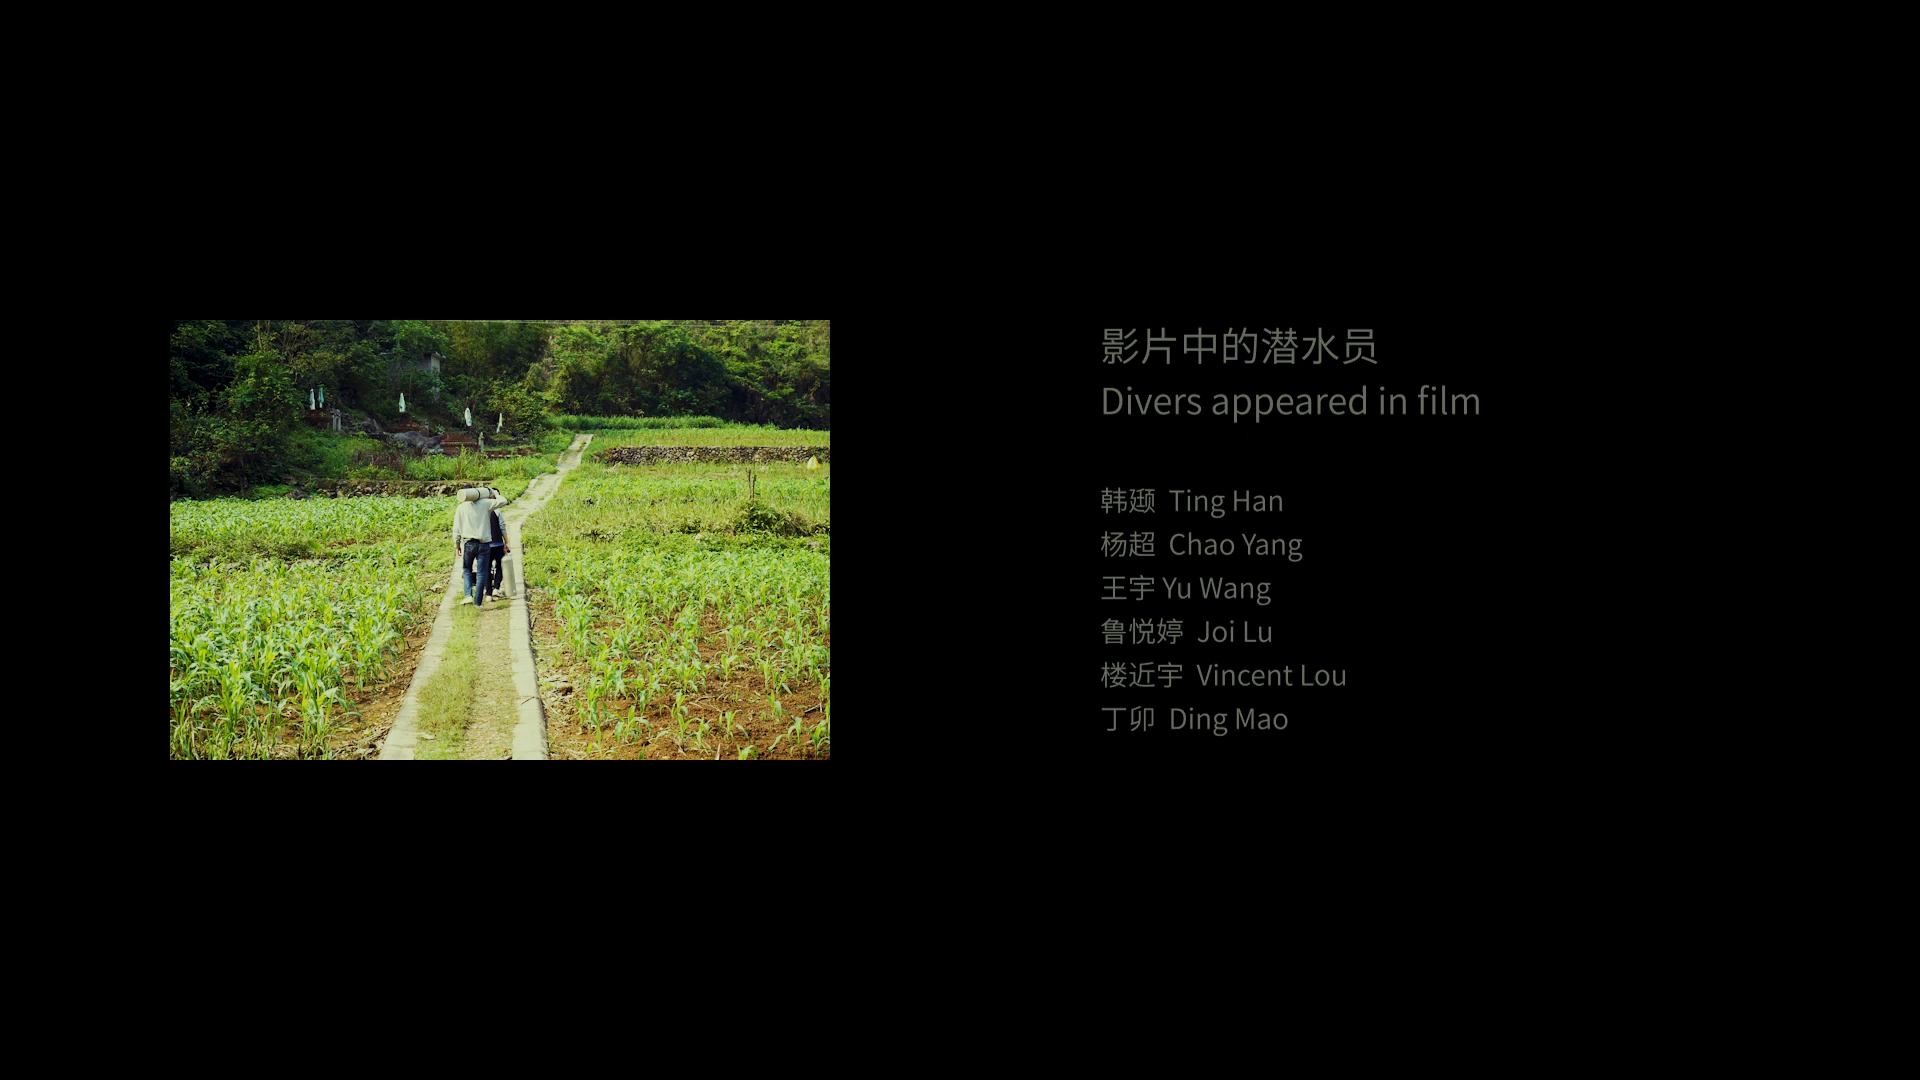 影片中的潜水员
Divers appeared in film
韩颋 Ting Han
杨超 Chao Yang
王宇 Yu Wang
鲁悦婷 Joi Lu
楼近宇 Vincent Lou
丁卯 Ding Mao